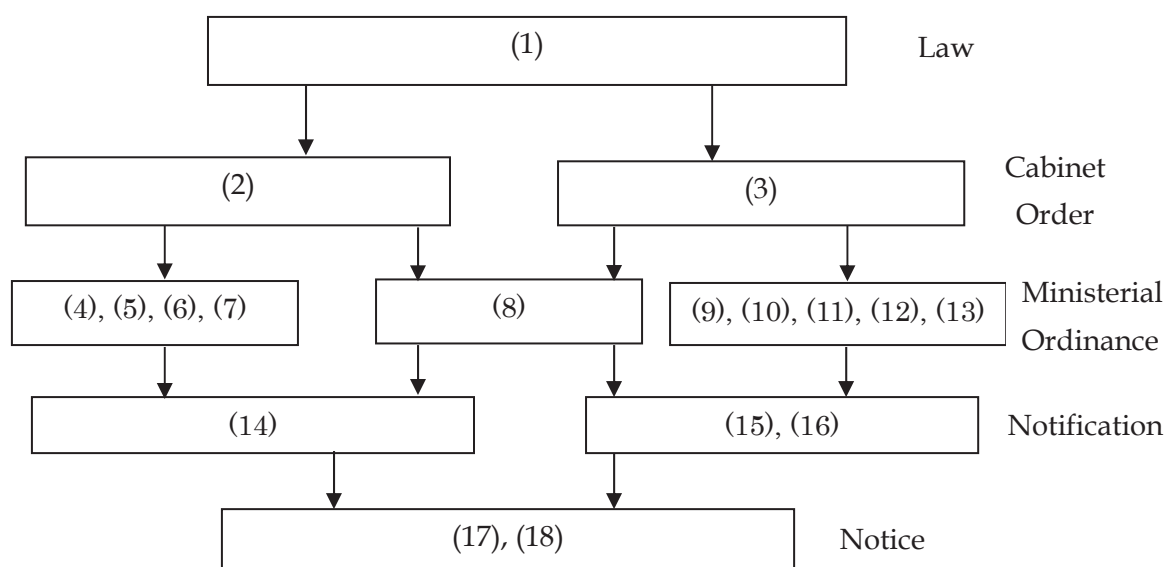 (1)
Law
(2)
(3)
Cabinet
Order
(4), (5), (6), (7)
(8)
(9), (10), (11), (12), (13)
Ministerial
Ordinance
(14)
(15), (16)
Notification
(17), (18)
Notice